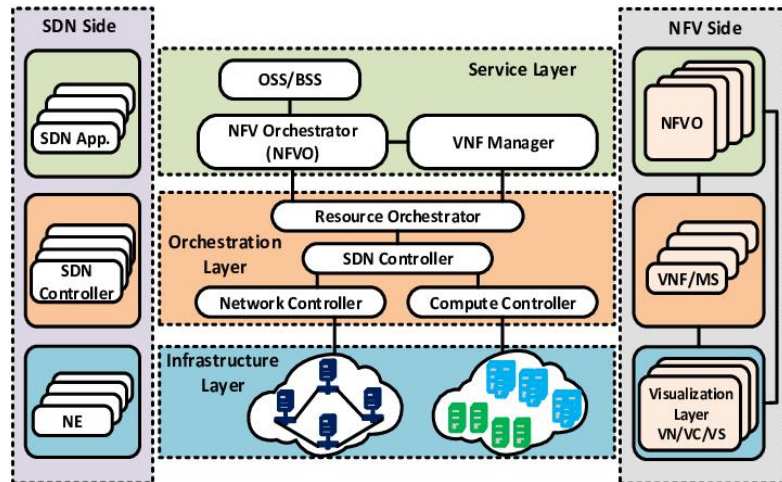 SDN Side
SDN App.
SDN
Controller
NE
Service Layer
OSS/BSS
NFV Orchestrator
(NFVO)
VNF Manager
Resource Orchestrator
Orchestration
Layer
SDN Controller
Network Controller
Compute Controller
Infrastructure
Layer
NFV Side
NFVO
VNF/MS
Visualization
Layer
VN/VC/VS